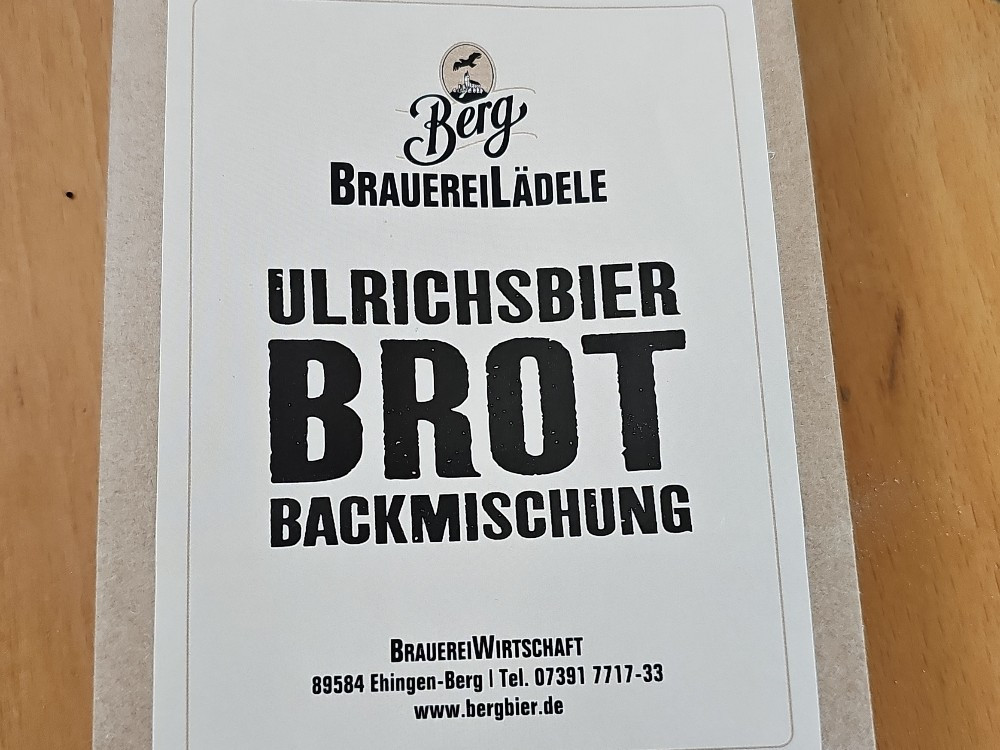 Berg
BRAUEREILÄDELE
ULRICHSBIER
BROT
BACKMISCHUNG
BRAUEREIWIRTSCHAFT
89584 Ehingen-Berg | Tel. 07391 7717-33
www.bergbier.de